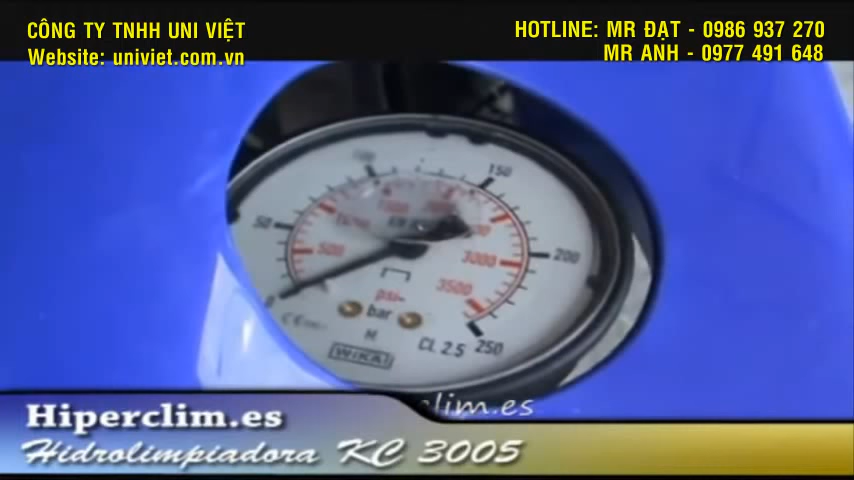 CÔNG TY TNHH UNI VIỆT
Website: univiet.com.vn
HOTLINE: MR ĐẠT - 0986 937 270
MR ANH - 0977 491 648
150
50
200
500
3000
3500
0
psi
bar
CL 2.5
250
WIKA
Hiperclim.es
Hidrolimpiadora KC 3005